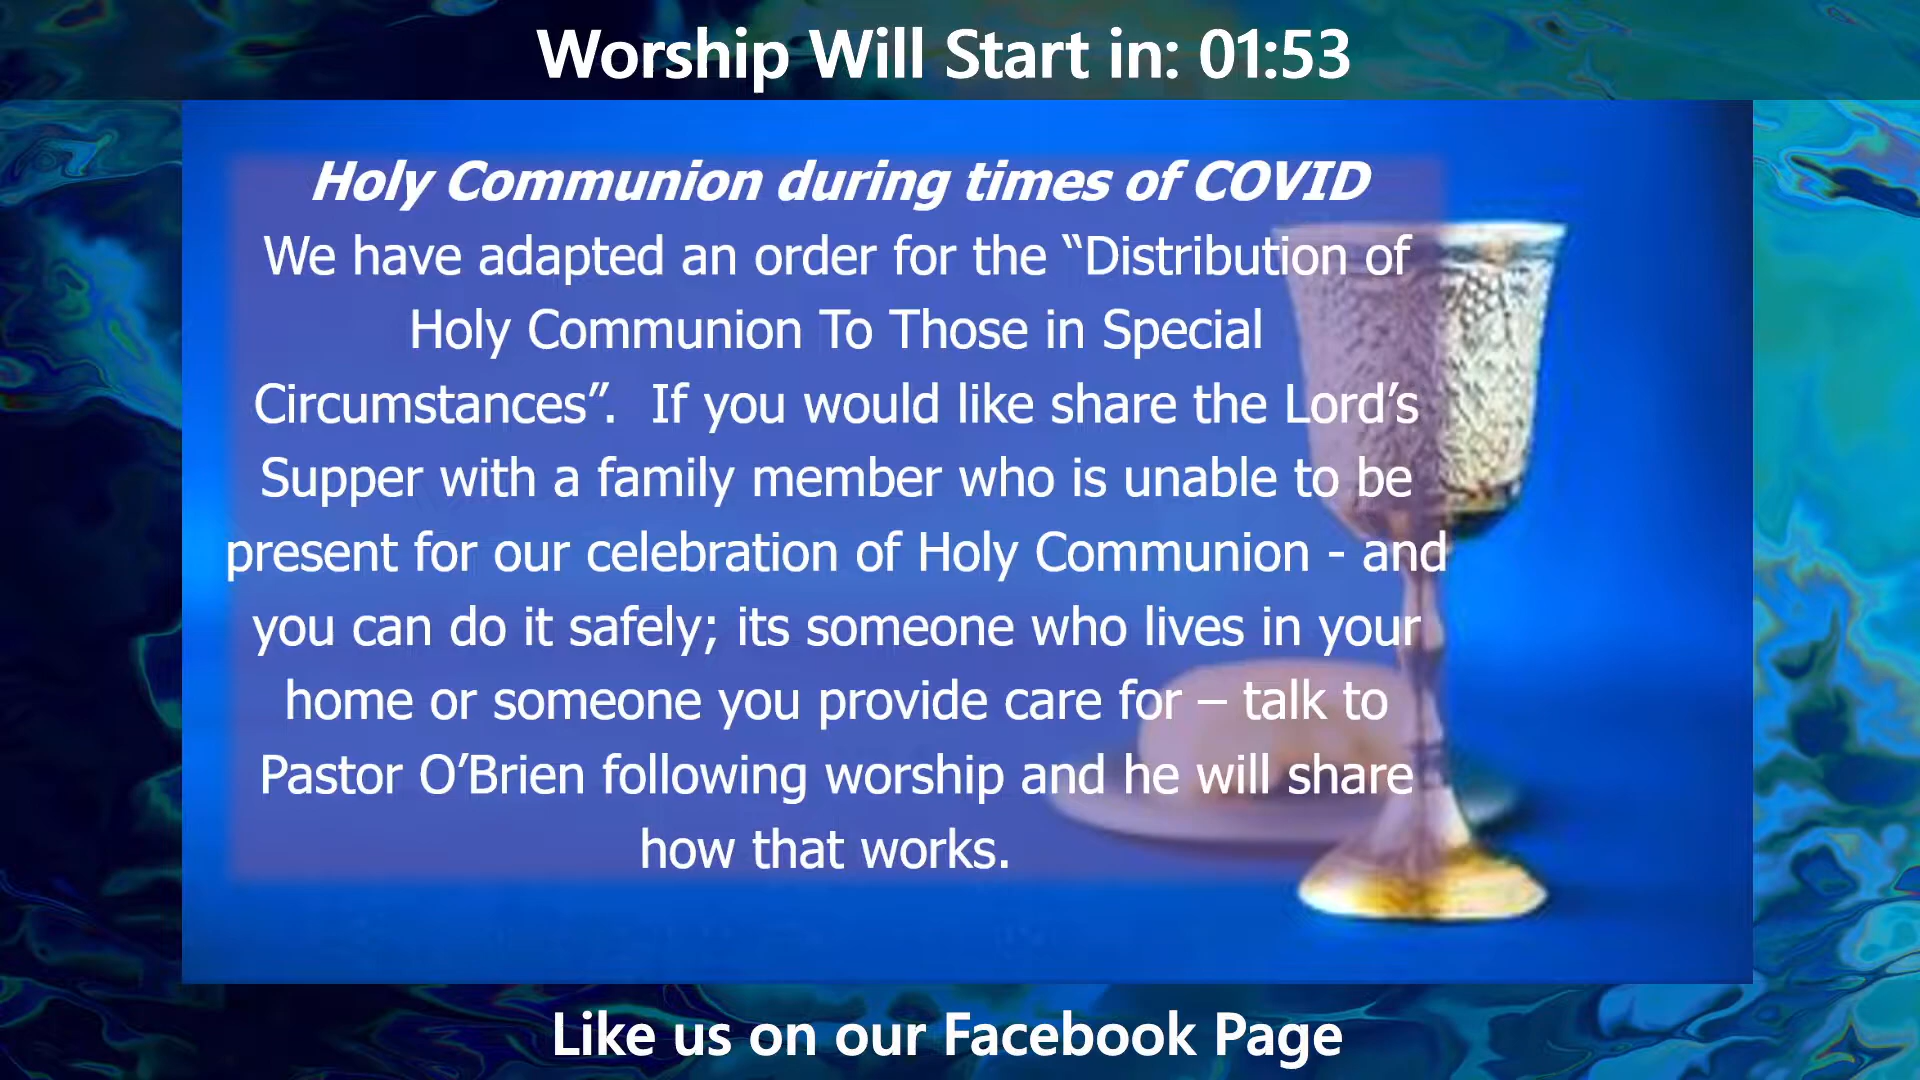 Worship Will Start in: 01:53
Holy Communion during times of COVID
We have adapted an order for the “Distribution of
Holy Communion To Those in Special
Circumstances”.  If you would like share the Lord’s
Supper with a family member who is unable to be
present for our celebration of Holy Communion - and
you can do it safely; its someone who lives in your
home or someone you provide care for – talk to
Pastor O’Brien following worship and he will share
how that works.
Like us on our Facebook Page